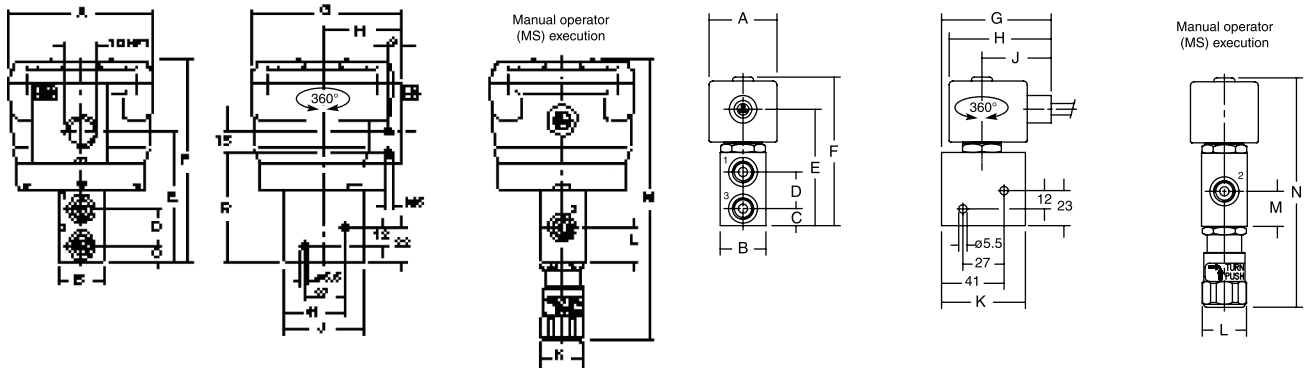 A
G
H
Manual operator
(MS) execution
360°
15
F
E
D
B
12
J
K
L
A
1
3
F
E
D
C
B
G
H
J
360°
12
23
ø5.5
27
41
K
Manual operator
(MS) execution
2
TURN
PUSH
M
N
L